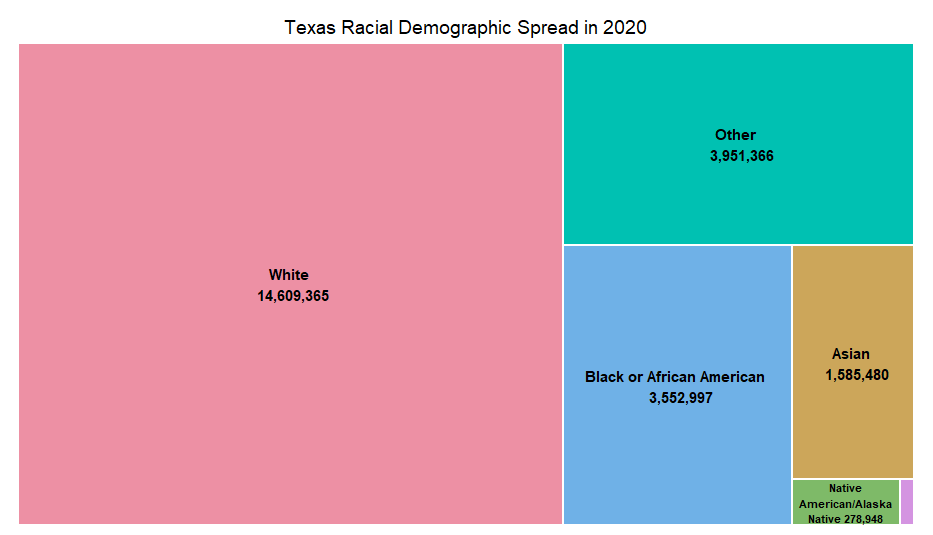 Texas Racial Demographic Spread in 2020
White
14,609,365
Other
3,951,366
Black or African American
3,552,997
Asian
1,585,480
Native
American/Alaska
Native 278,948